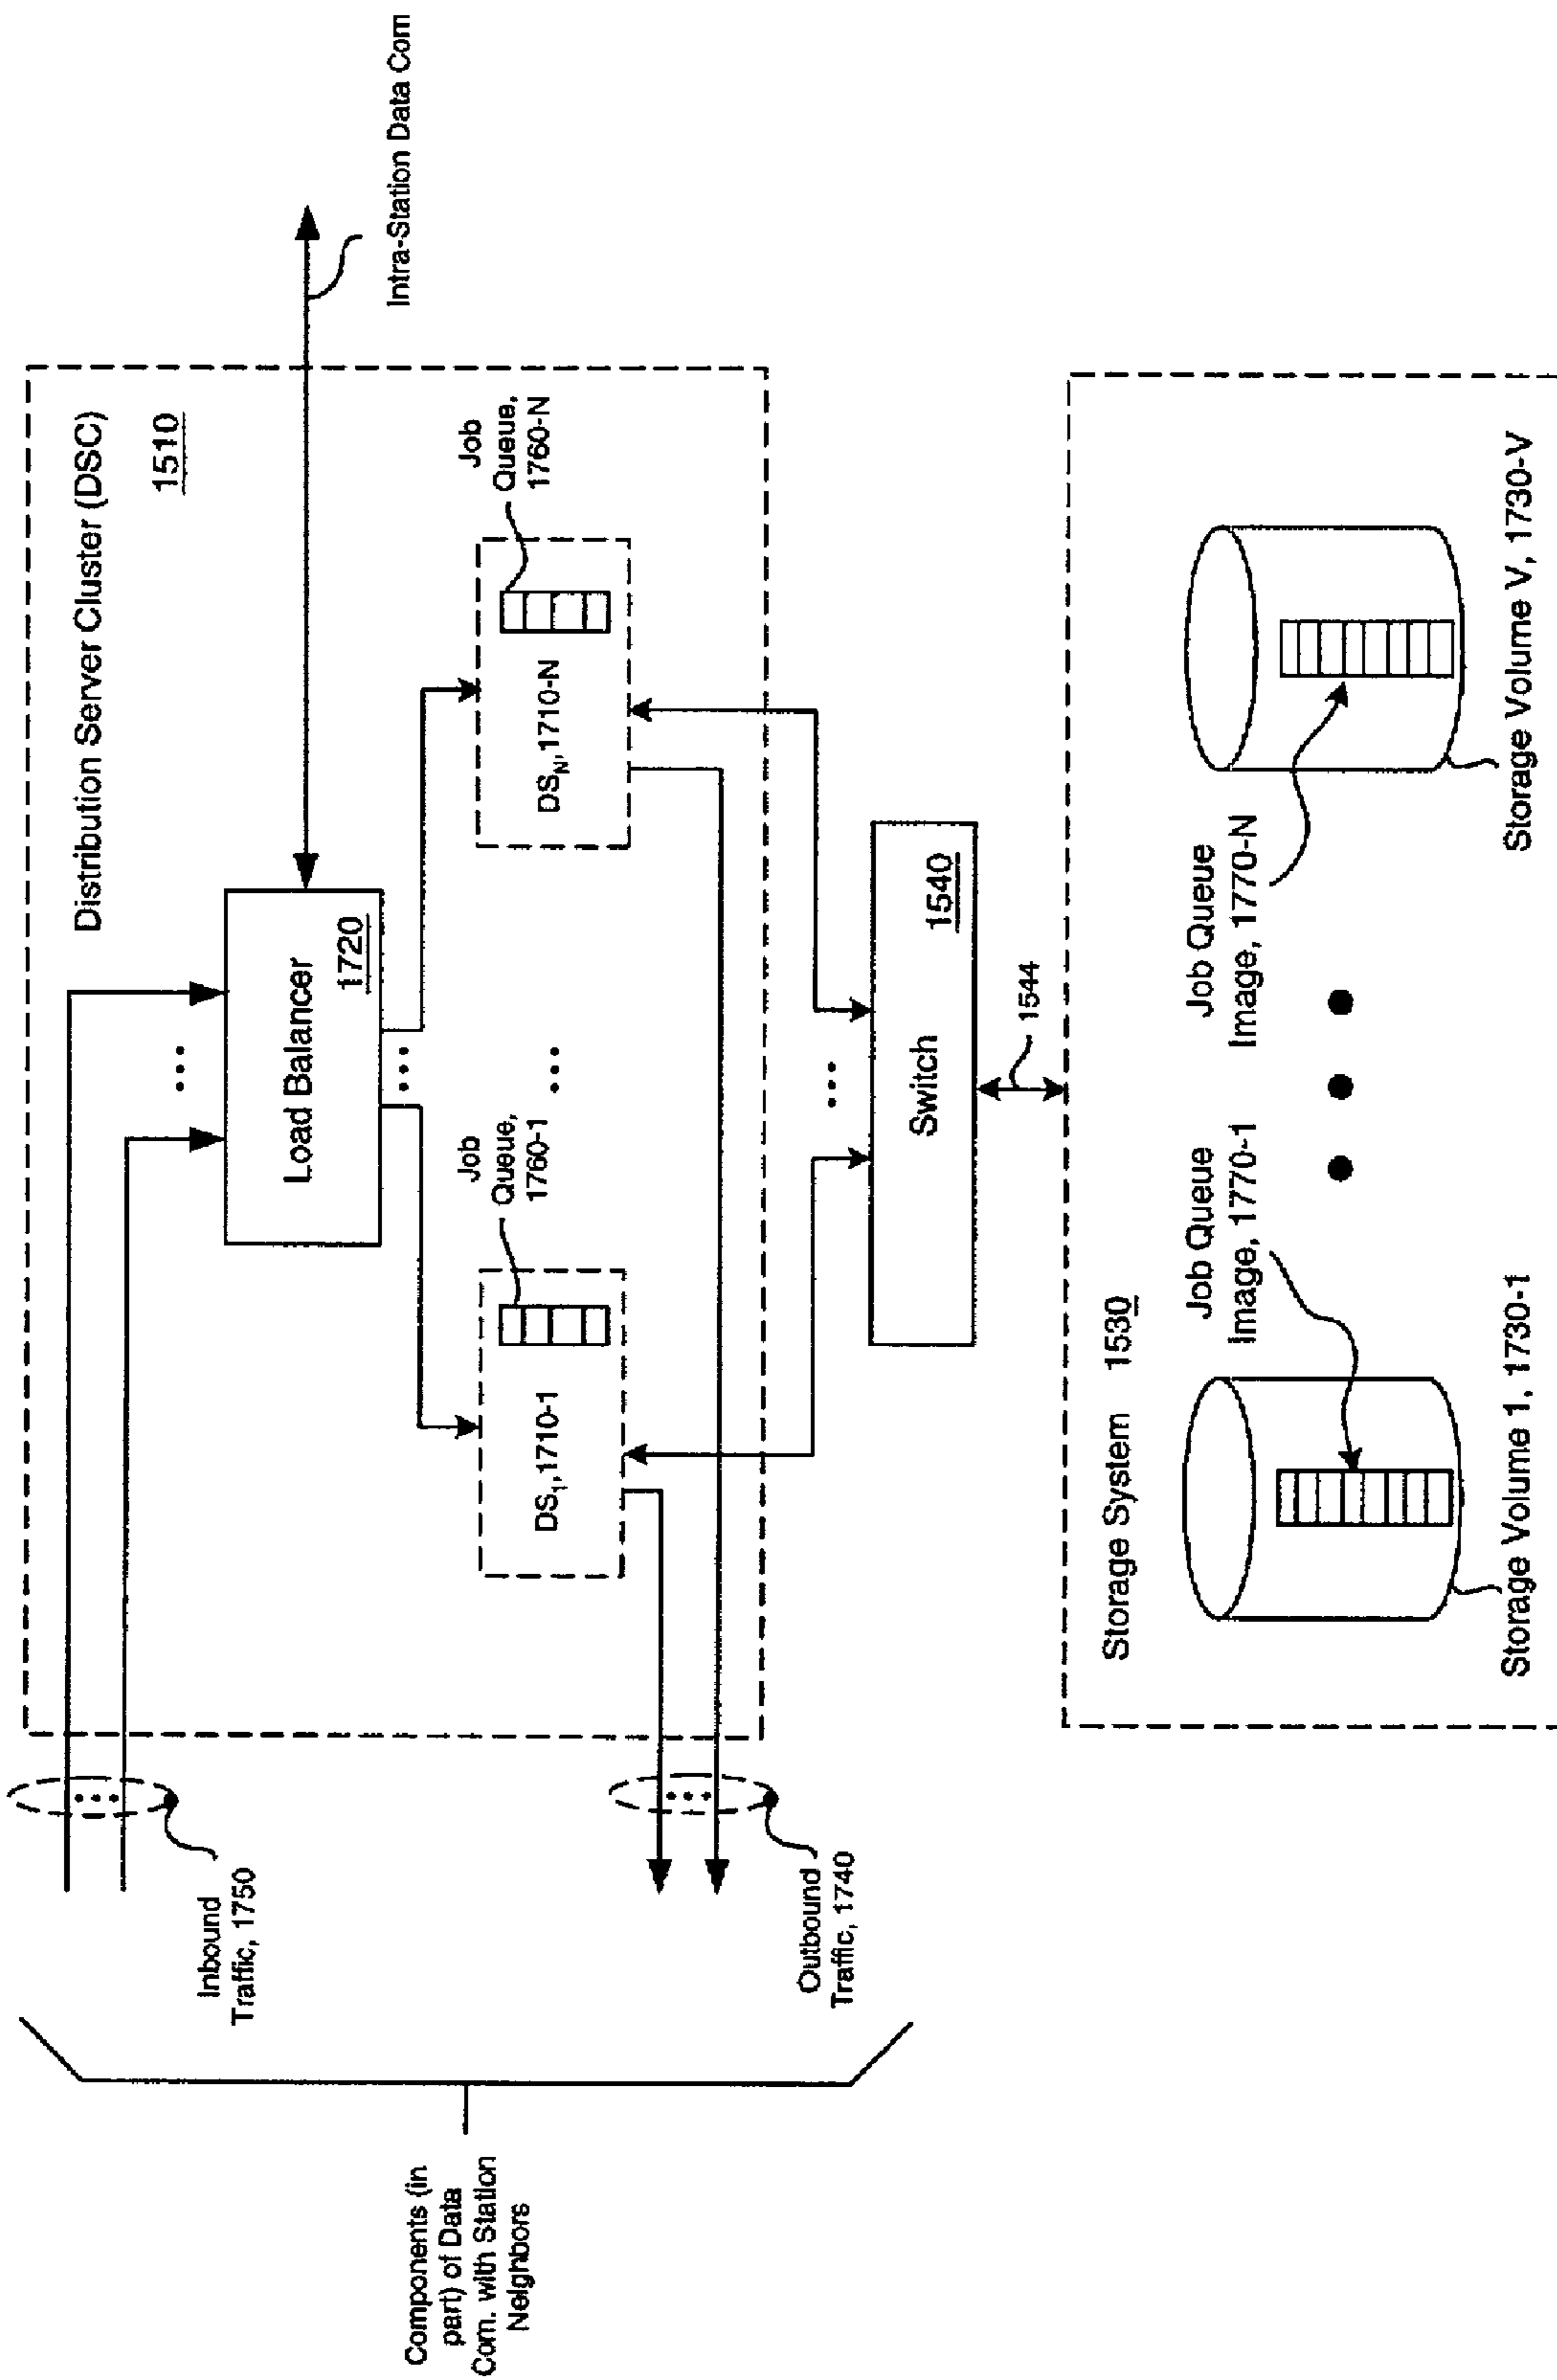 Distribution Server Cluster (DSC)
1510
Load Balancer
1720
Intra-Station Data Com
Inbound
Traffic, 1750
Job
Queue,
1760-1
DS1,1710-1
Job
Queue,
1760-N
DSN,1710-N
Outbound
Traffic, 1740
Components (in
part) of Data
Com. with Station
Neighbors
Switch
1540
1544
Storage System 1530
Job Queue
Image, 1770-1
Job Queue
Image, 1770-N
Storage Volume 1, 1730-1
Storage Volume V, 1730-V